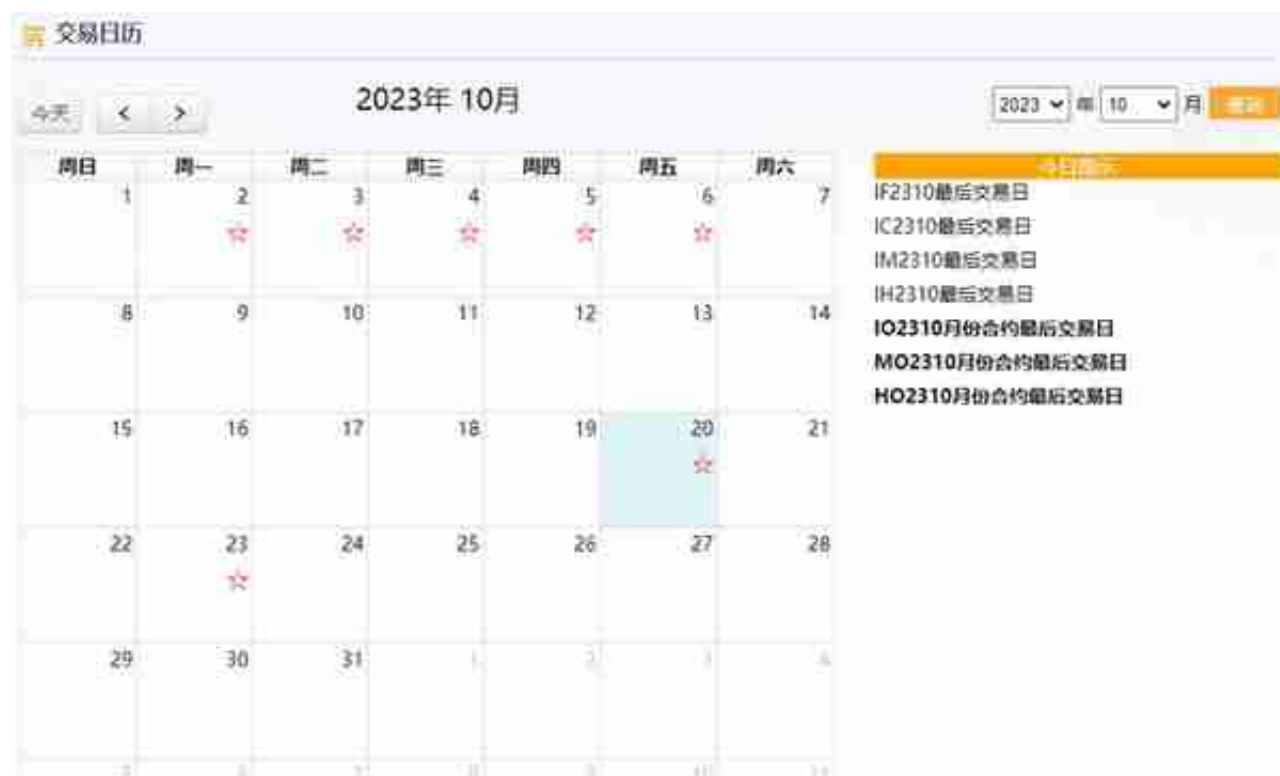 交易日历
今天 < >
2023年 10月
2023 年 10 月
周日 周一 周二 周三 周四 周五 周六
1 2 3 4 5 6 7
8 9 10 11 12 13 14
15 16 17 18 19 20 21
22 23 24 25 26 27 28
29 30 31 1 2 3 4
IF2310最后交易日
IC2310最后交易日
IM2310最后交易日
IH2310最后交易日
IO2310月份合约最后交易日
MO2310月份合约最后交易日
HO2310月份合约最后交易日